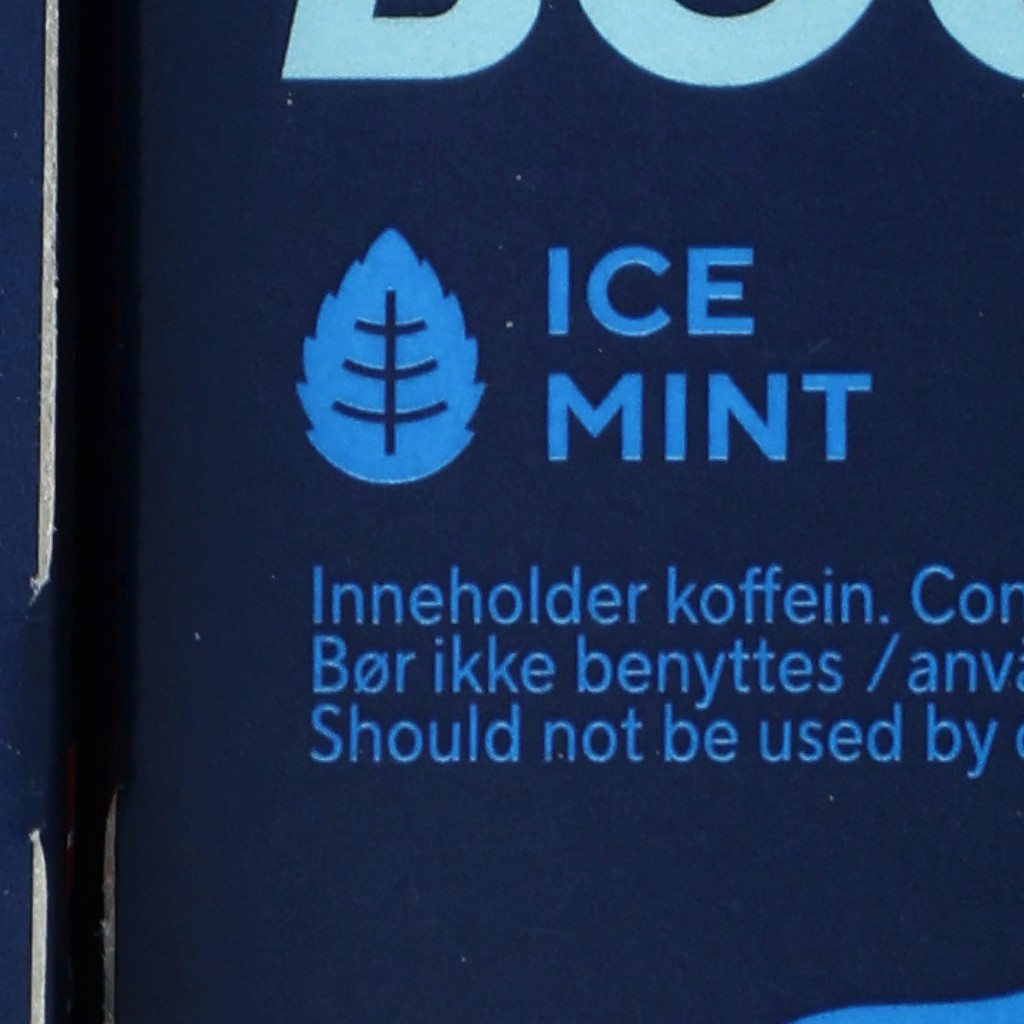 ICE
MINT
Inneholder koffein.
Bør ikke benyttes /
Should not be used by